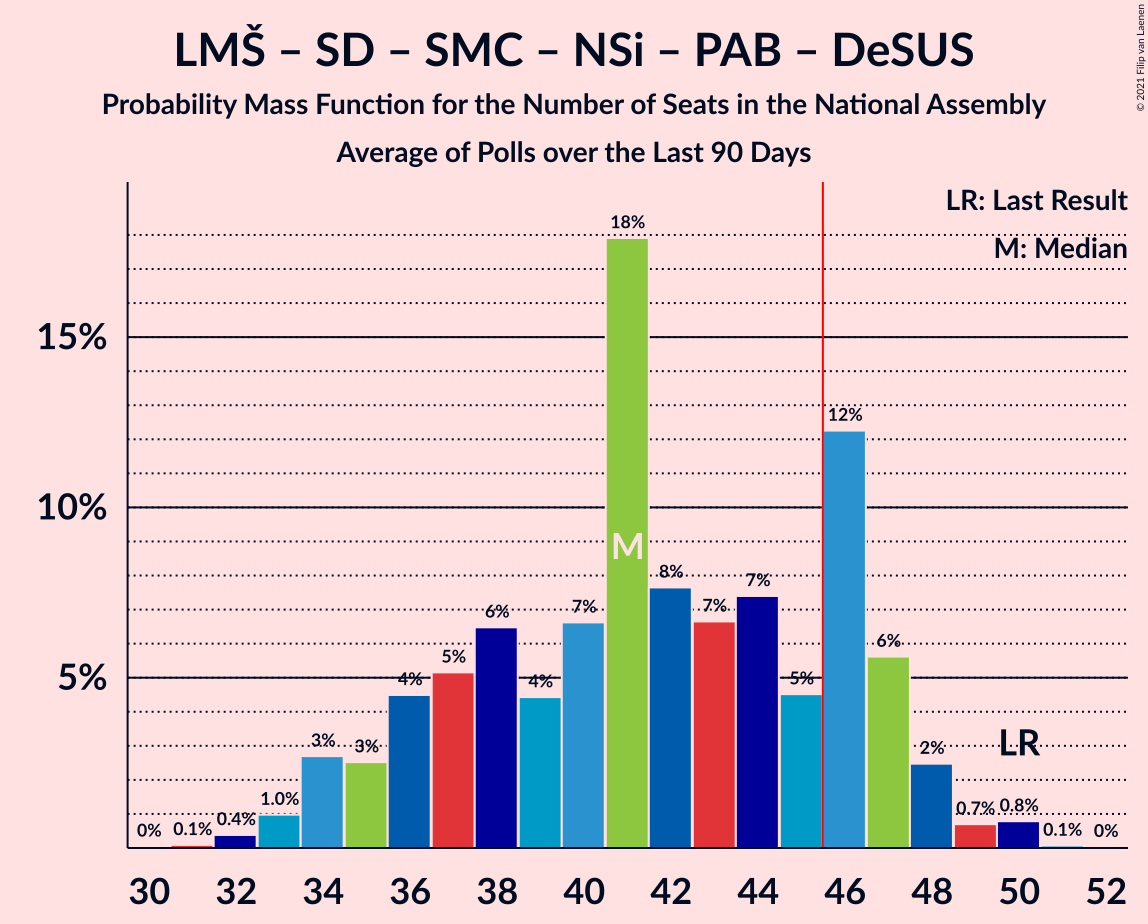 LMŠ – SD – SMC – NSi – PAB – DeSUS
Probability Mass Function for the Number of Seats in the National Assembly
Average of Polls over the Last 90 Days
© 2021 Filip van Laenen
LR: Last Result
M: Median
15%
10%
5%
0%
0.1%
0.4%
1.0%
3%
3%
4%
5%
6%
4%
7%
18%
8%
7%
7%
5%
12%
6%
2%
0.7%
0.8%
0.1%
0%
M
LR
30 32 34 36 38 40 42 44 46 48 50 52